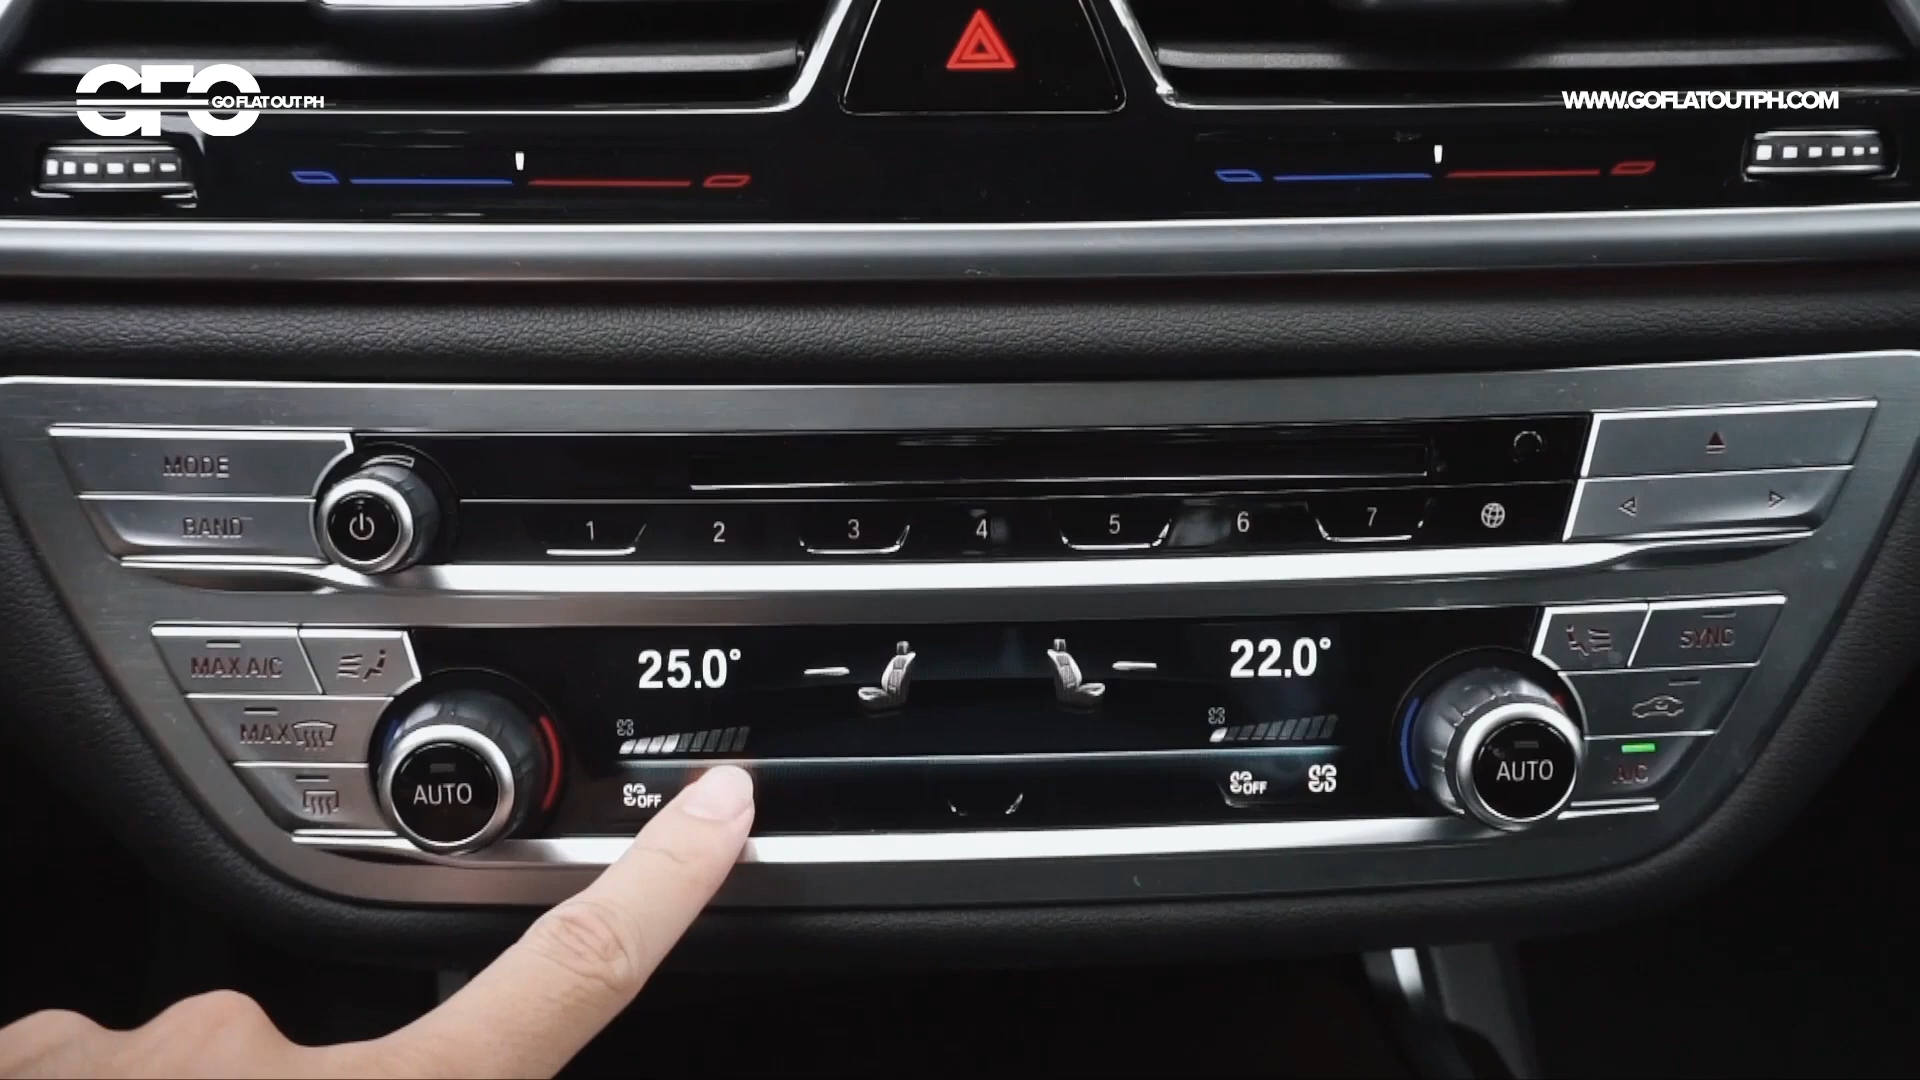 GFO GO FLAT OUT PH
WWW.GOFLATOUTPH.COM
MODE
BAND
1 2 3 4 5 6 7
MAX A/C
25.0°
22.0°
SYNC
MAX
AUTO
OFF
OFF
AUTO
A/C